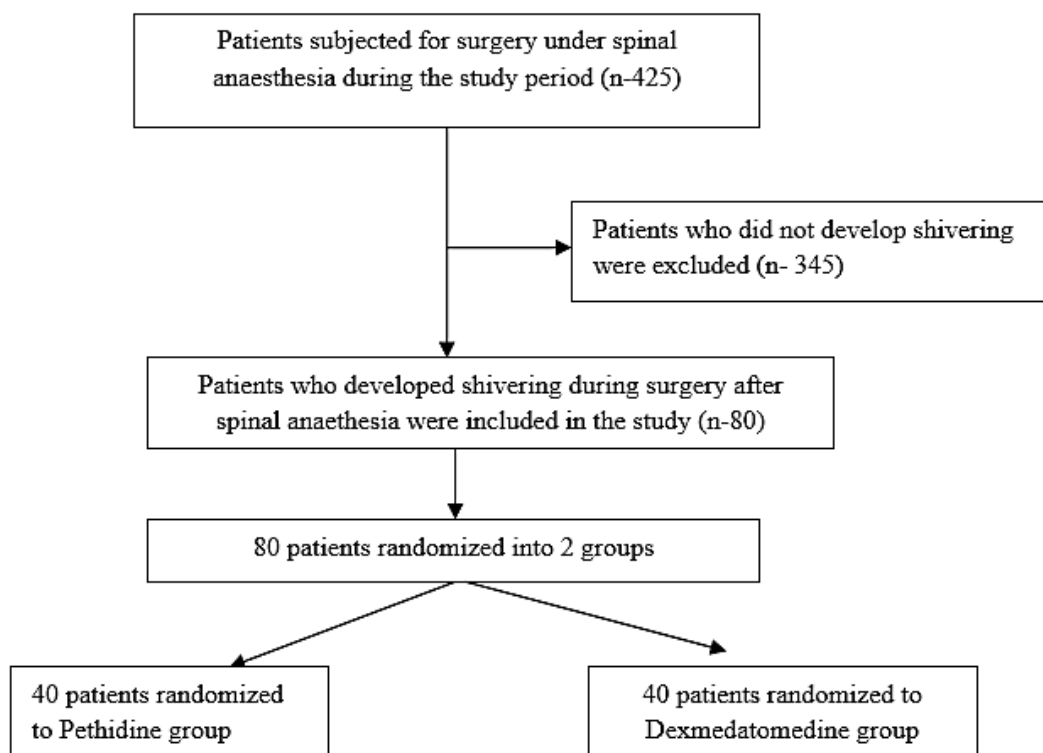 Patients subjected for surgery under spinal
anaesthesia during the study period (n-425)
Patients who did not develop shivering
were excluded (n- 345)
Patients who developed shivering during surgery after
spinal anaethesia were included in the study (n-80)
80 patients randomized into 2 groups
40 patients randomized
to Pethidine group
40 patients randomized to
Dexmedatomedine group